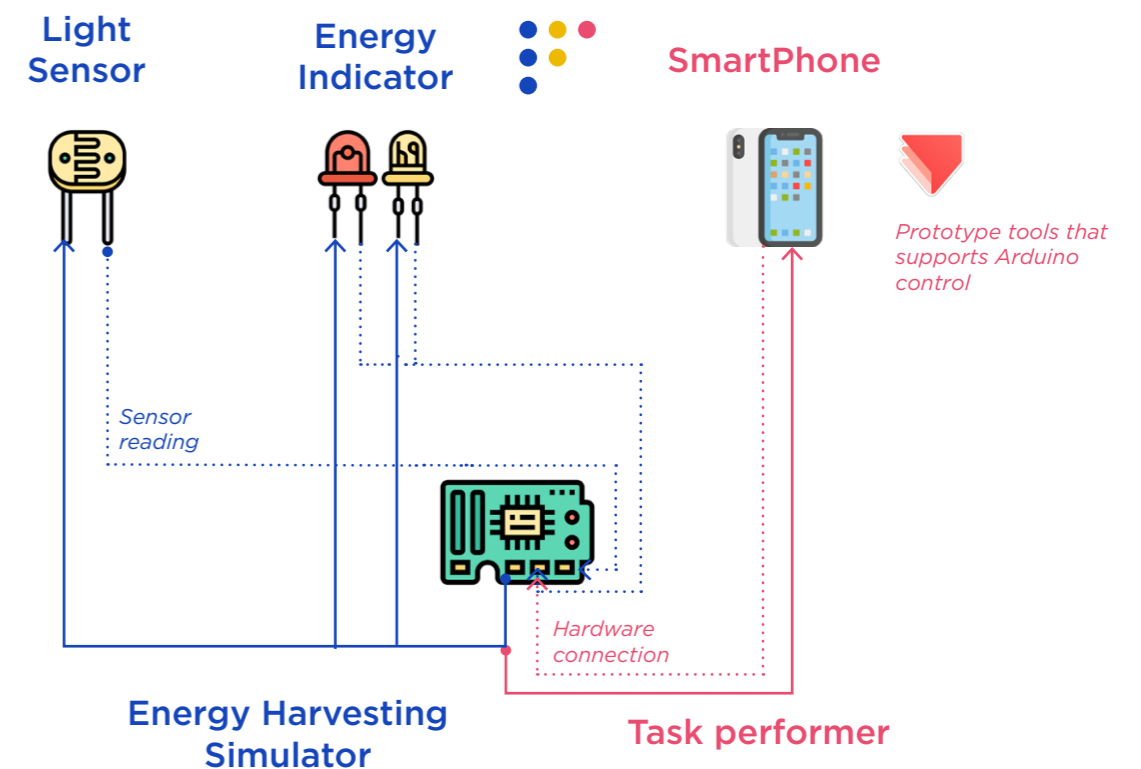 Light
Sensor
Energy
Indicator
SmartPhone
Prototype tools that
supports Arduino
control
Sensor
reading
Hardware
connection
Energy Harvesting
Simulator
Task performer